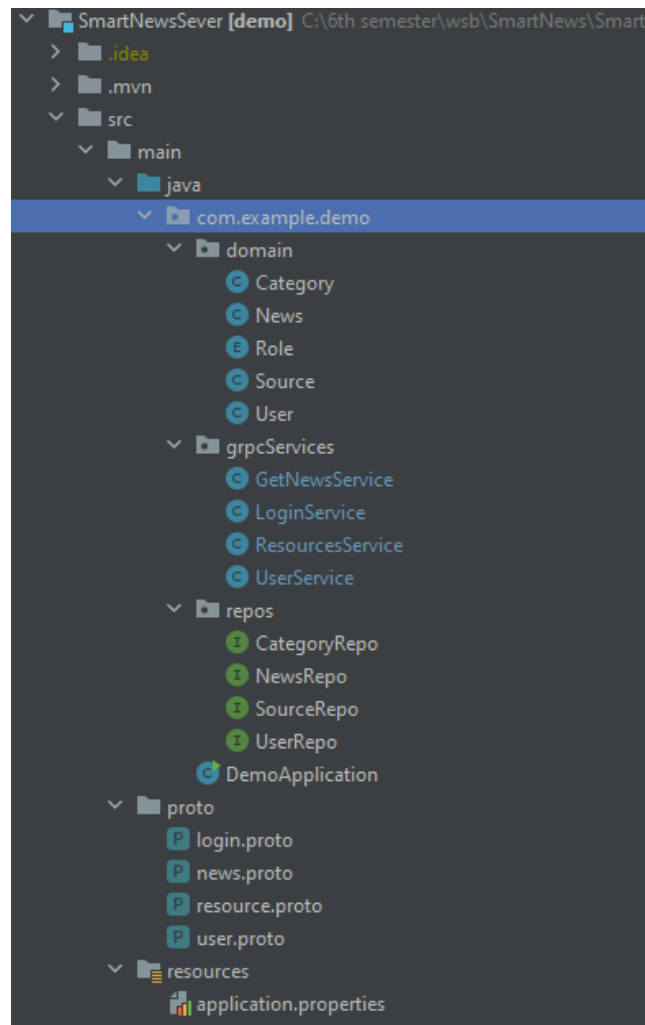 SmartNewsSever [demo] C:\6th semester\wsb\SmartNews\Smart
.idea
.mvn
src
main
java
com.example.demo
domain
C Category
C News
E Role
C Source
C User
grpcServices
C GetNewsService
C LoginService
C ResourcesService
C UserService
repos
I CategoryRepo
I NewsRepo
I SourceRepo
I UserRepo
C DemoApplication
proto
P login.proto
P news.proto
P resource.proto
P user.proto
resources
application.properties